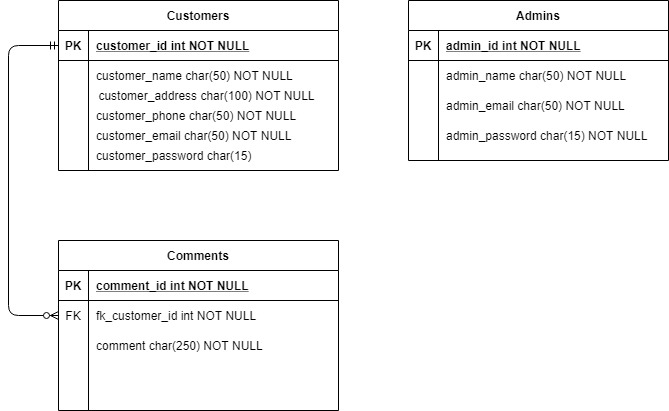 Customers
PK customer_id int NOT NULL
customer_name char(50) NOT NULL
customer_address char(100) NOT NULL
customer_phone char(50) NOT NULL
customer_email char(50) NOT NULL
customer_password char(15)
Admins
PK admin_id int NOT NULL
admin_name char(50) NOT NULL
admin_email char(50) NOT NULL
admin_password char(15) NOT NULL
Comments
PK comment_id int NOT NULL
FK fk_customer_id int NOT NULL
comment char(250) NOT NULL